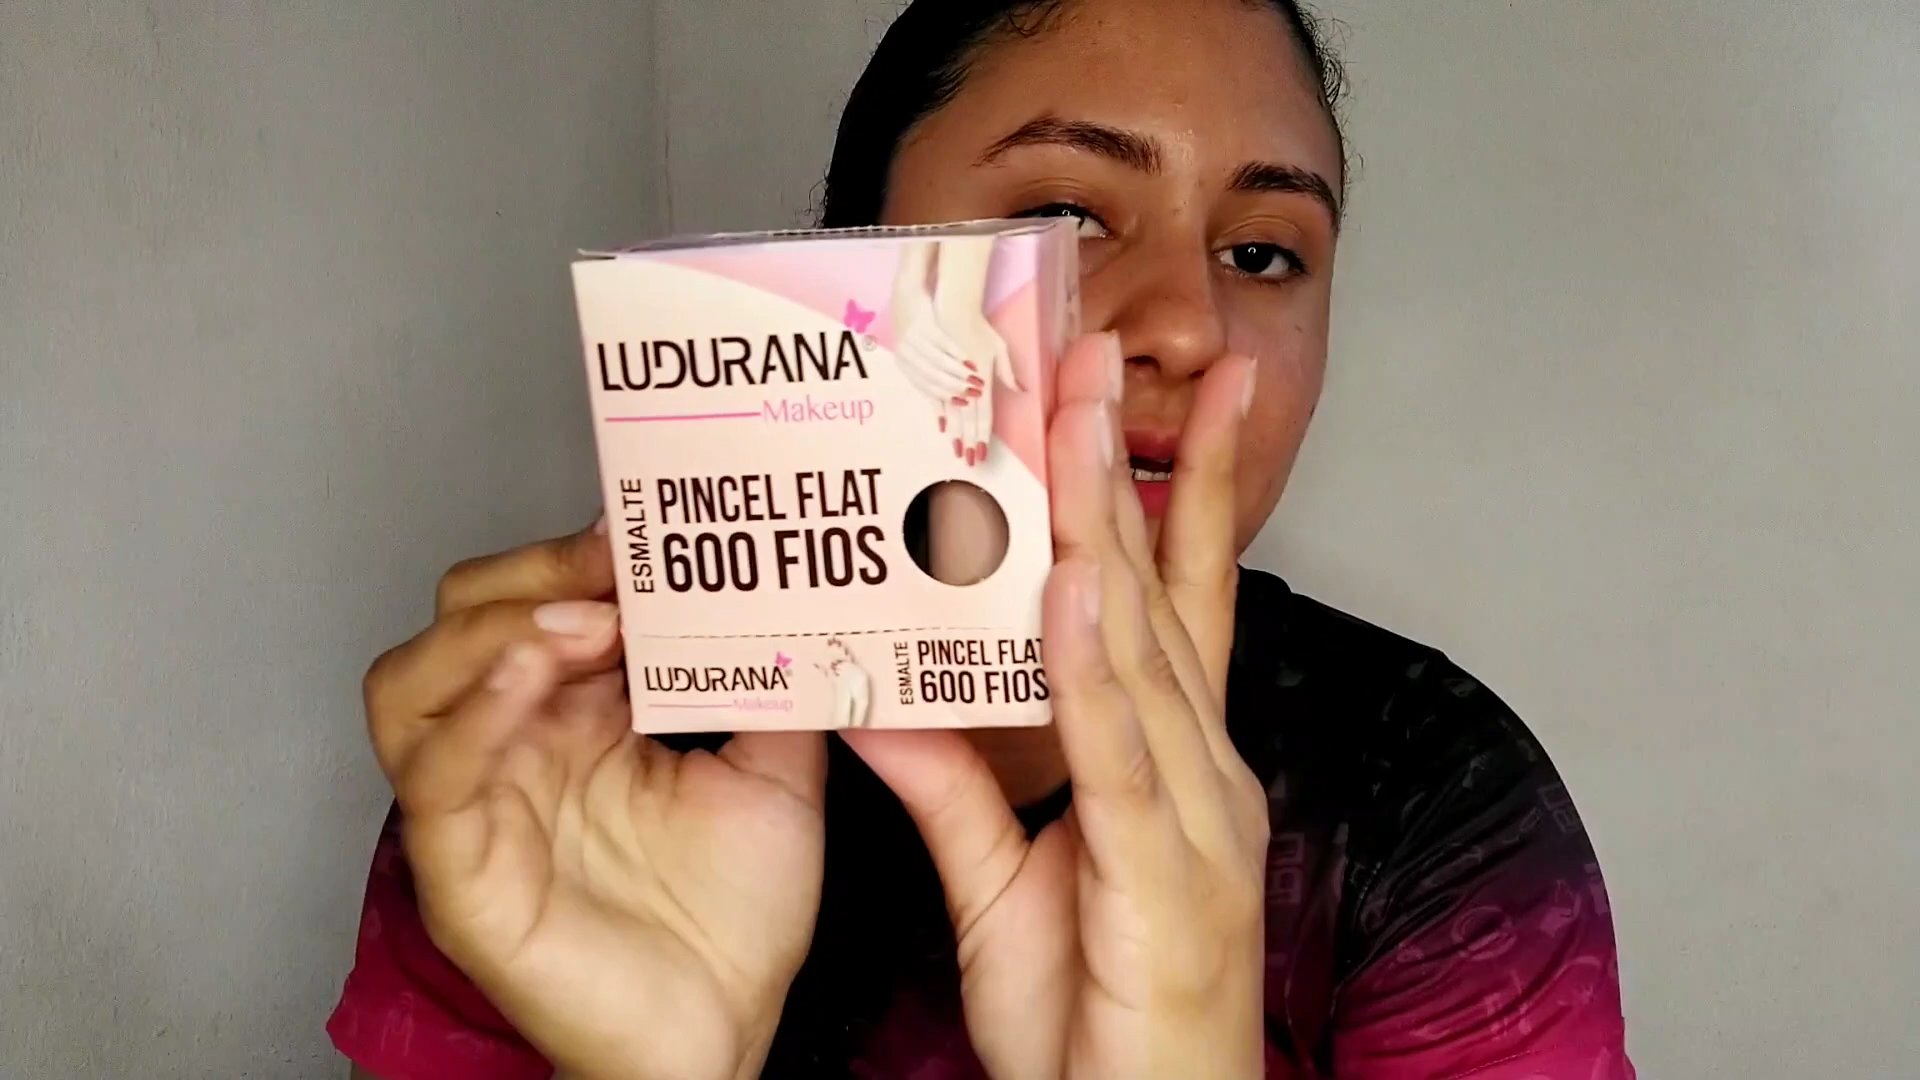 LUDURANA®
Makeup
ESMALTE
PINCEL FLAT
600 FIOS
LUDURANA®
Makeup
ESMALTE
PINCEL FLAT
600 FIOS